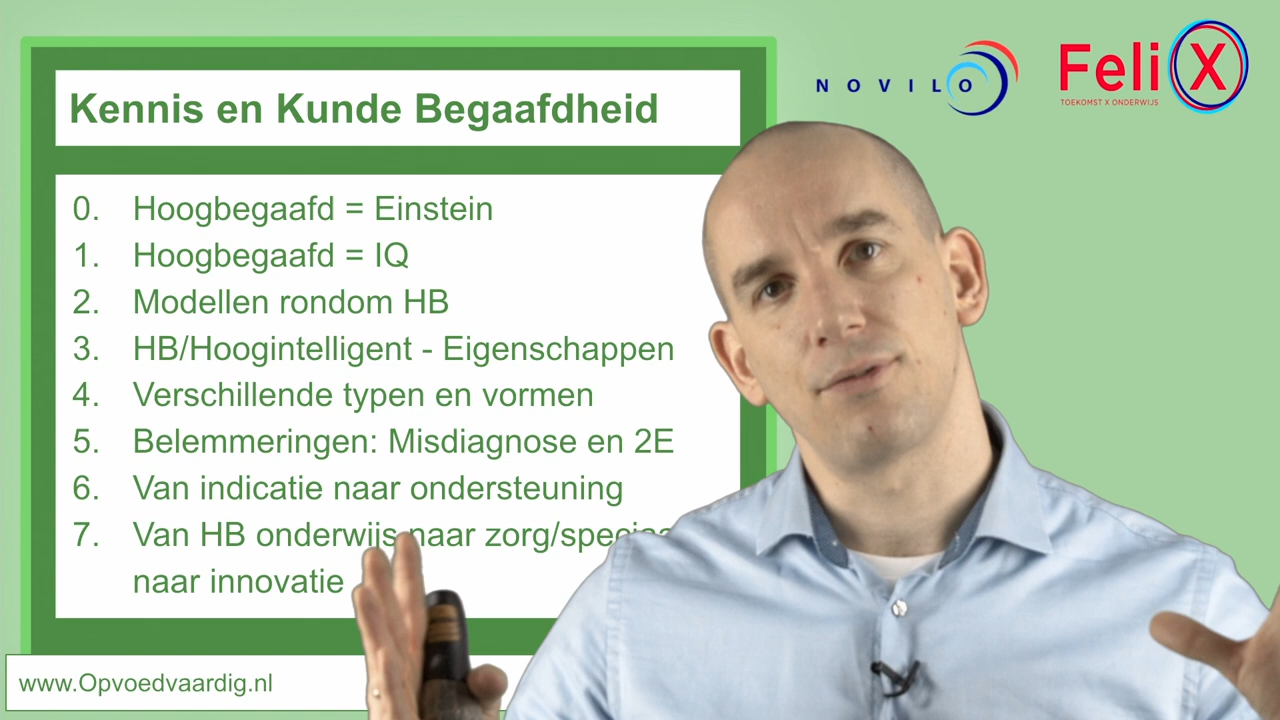 Kennis en Kunde Begaafdheid
0. Hoogbegaafd = Einstein
1. Hoogbegaafd = IQ
2. Modellen rondom HB
3. HB/Hoogintelligent - Eigenschappen
4. Verschillende typen en vormen
5. Belemmeringen: Misdiagnose en 2E
6. Van indicatie naar ondersteuning
7. Van HB onderwijs naar
naar innovatie
www.Opvoedvaardig.nl
NOVILO
FeliX
TOEKOMST X ONDERWIJS